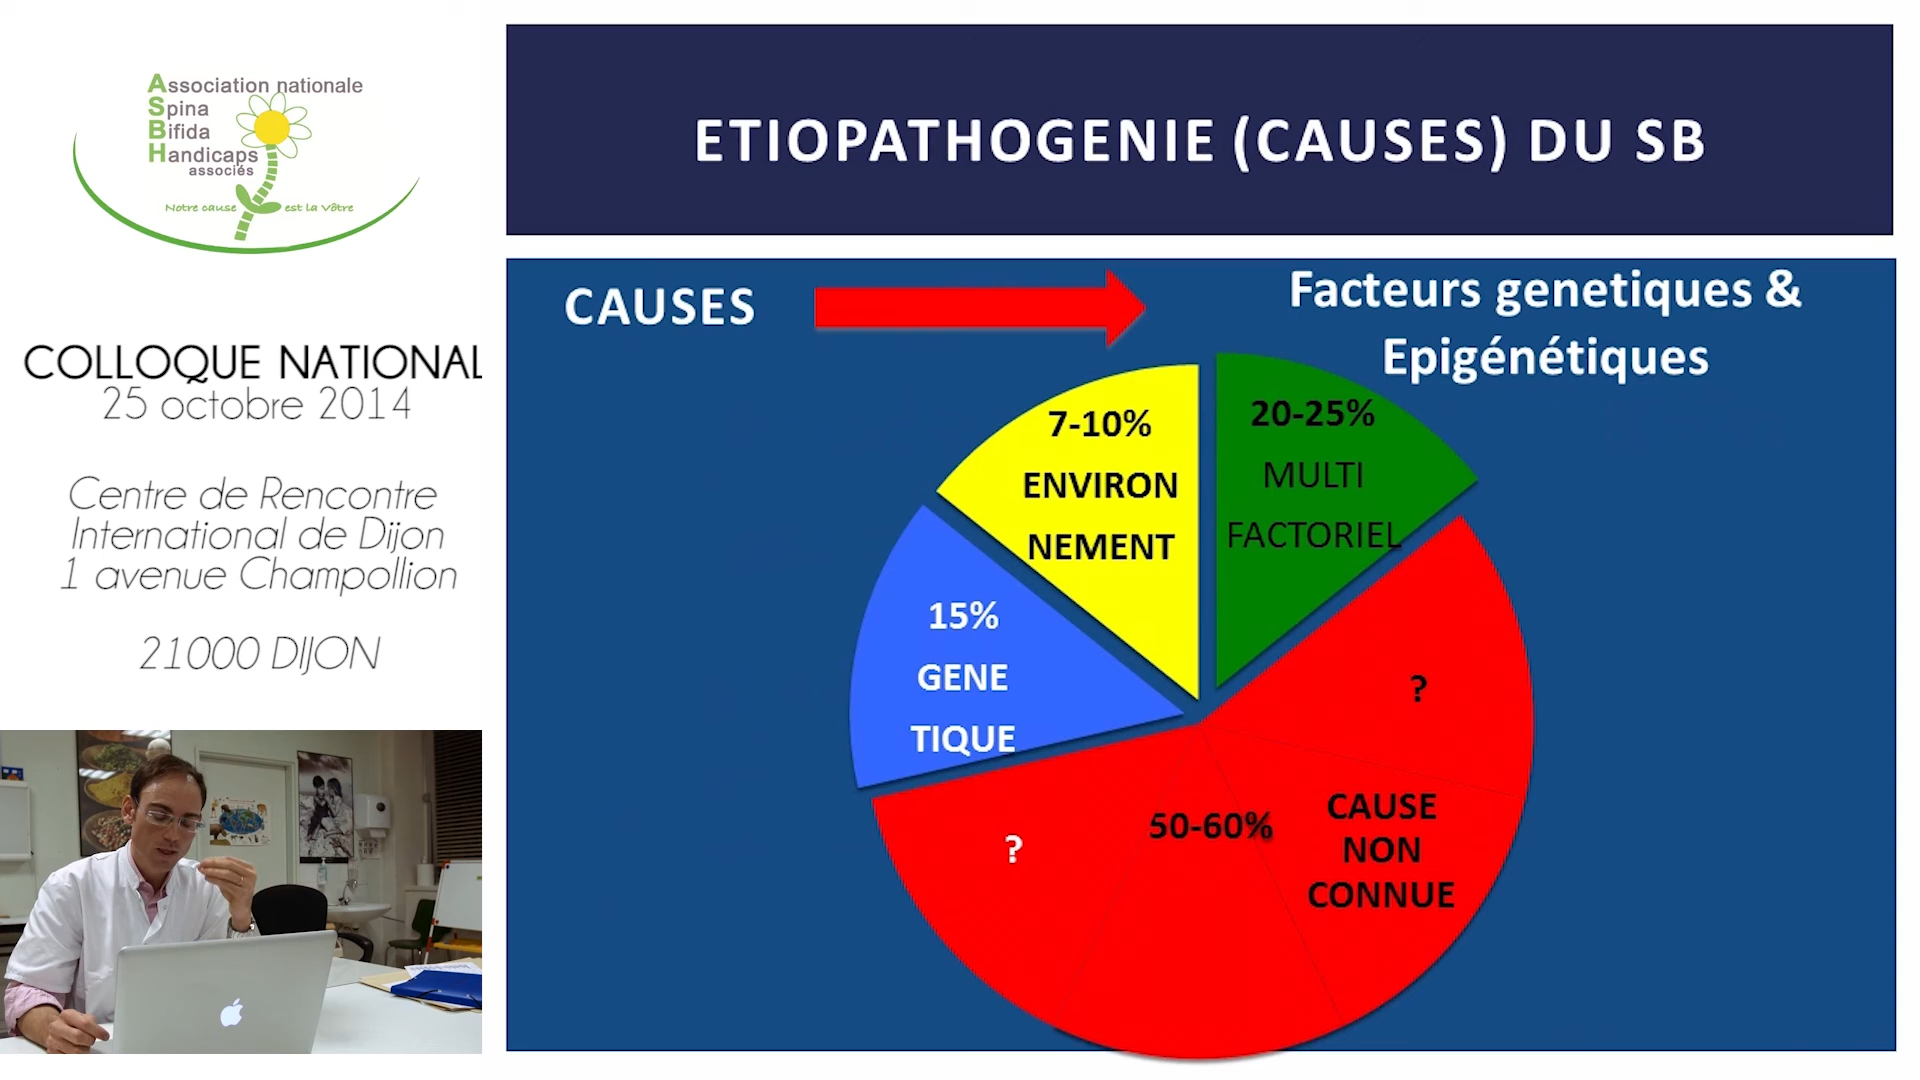 Association nationale
Spina
Bifida
Handicaps
associés
Notre cause est la Vôtre
COLLOQUE NATIONAL
25 octobre 2014
Centre de Rencontre
International de Dijon
1 avenue Champollion
21000 DIJON
ETIOPATHOGENIE (CAUSES) DU SB
CAUSES
Facteurs genetiques &
Epigénétiques
7-10%
ENVIRON
NEMENT
20-25%
MULTI
FACTORIEL
15%
GENE
TIQUE
?
?
50-60%
CAUSE
NON
CONNUE